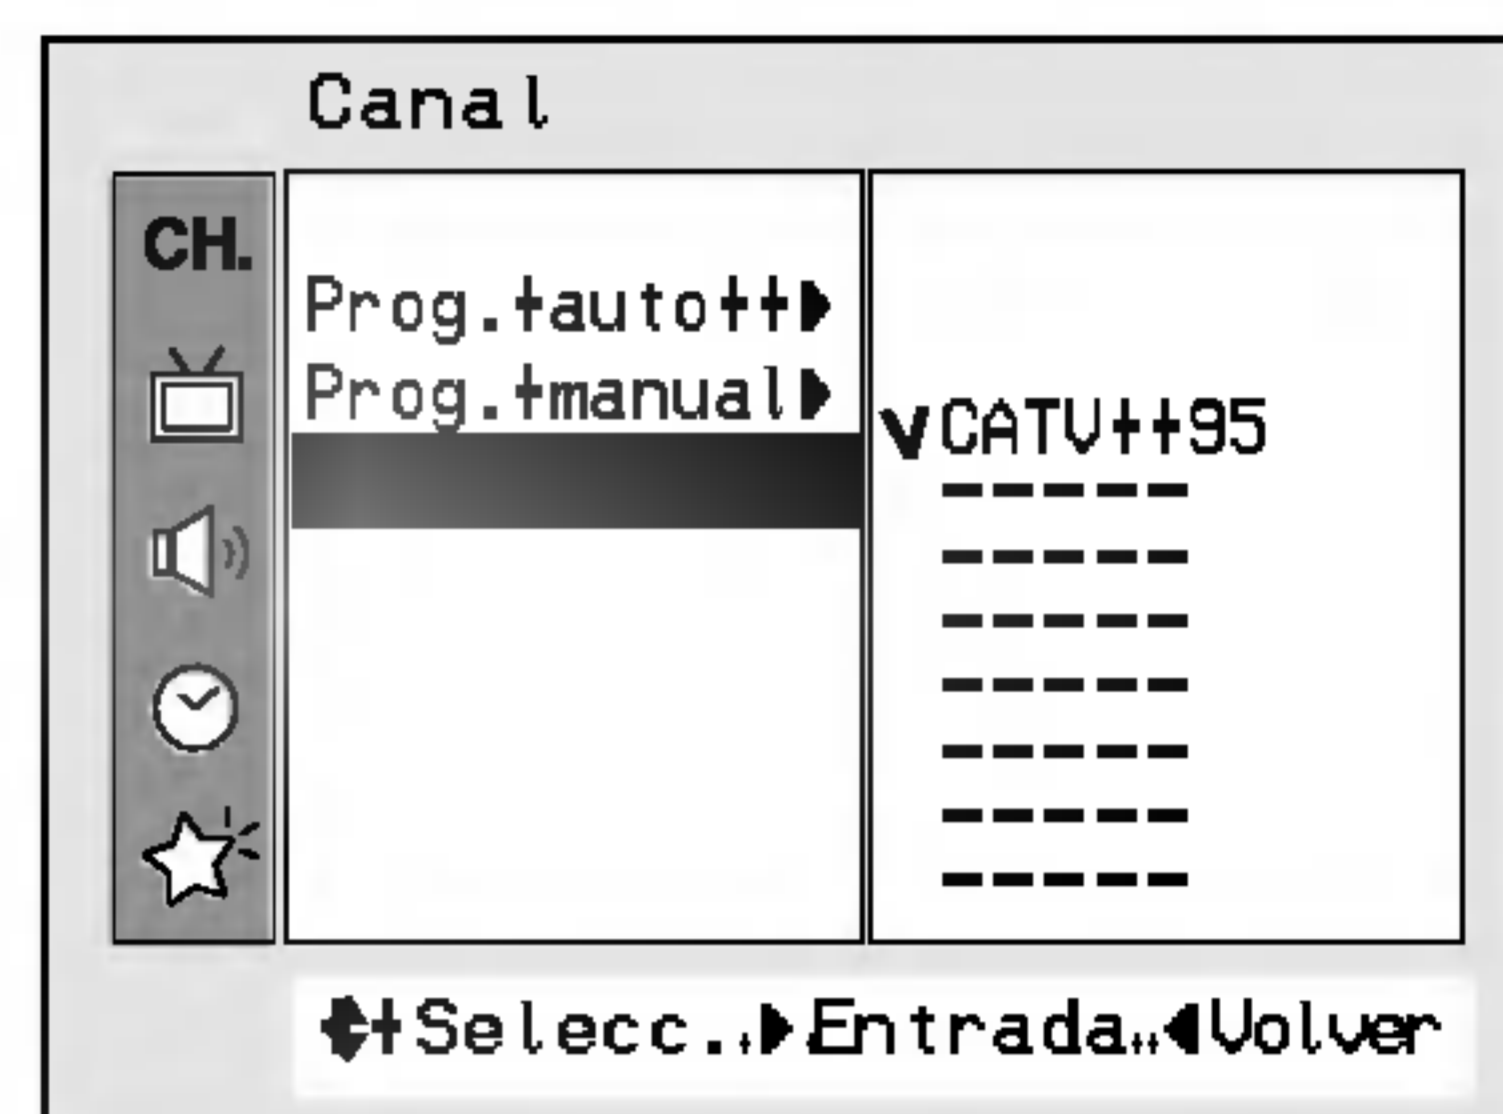 Canal
CH.
Prog. auto ▶
Prog. manual ▶
CATV 95
- - - - -
- - - - -
- - - - -
- - - - -
- - - - -
- - - - -
- - - - -
Selecc. ▶Entrada ◀Volver